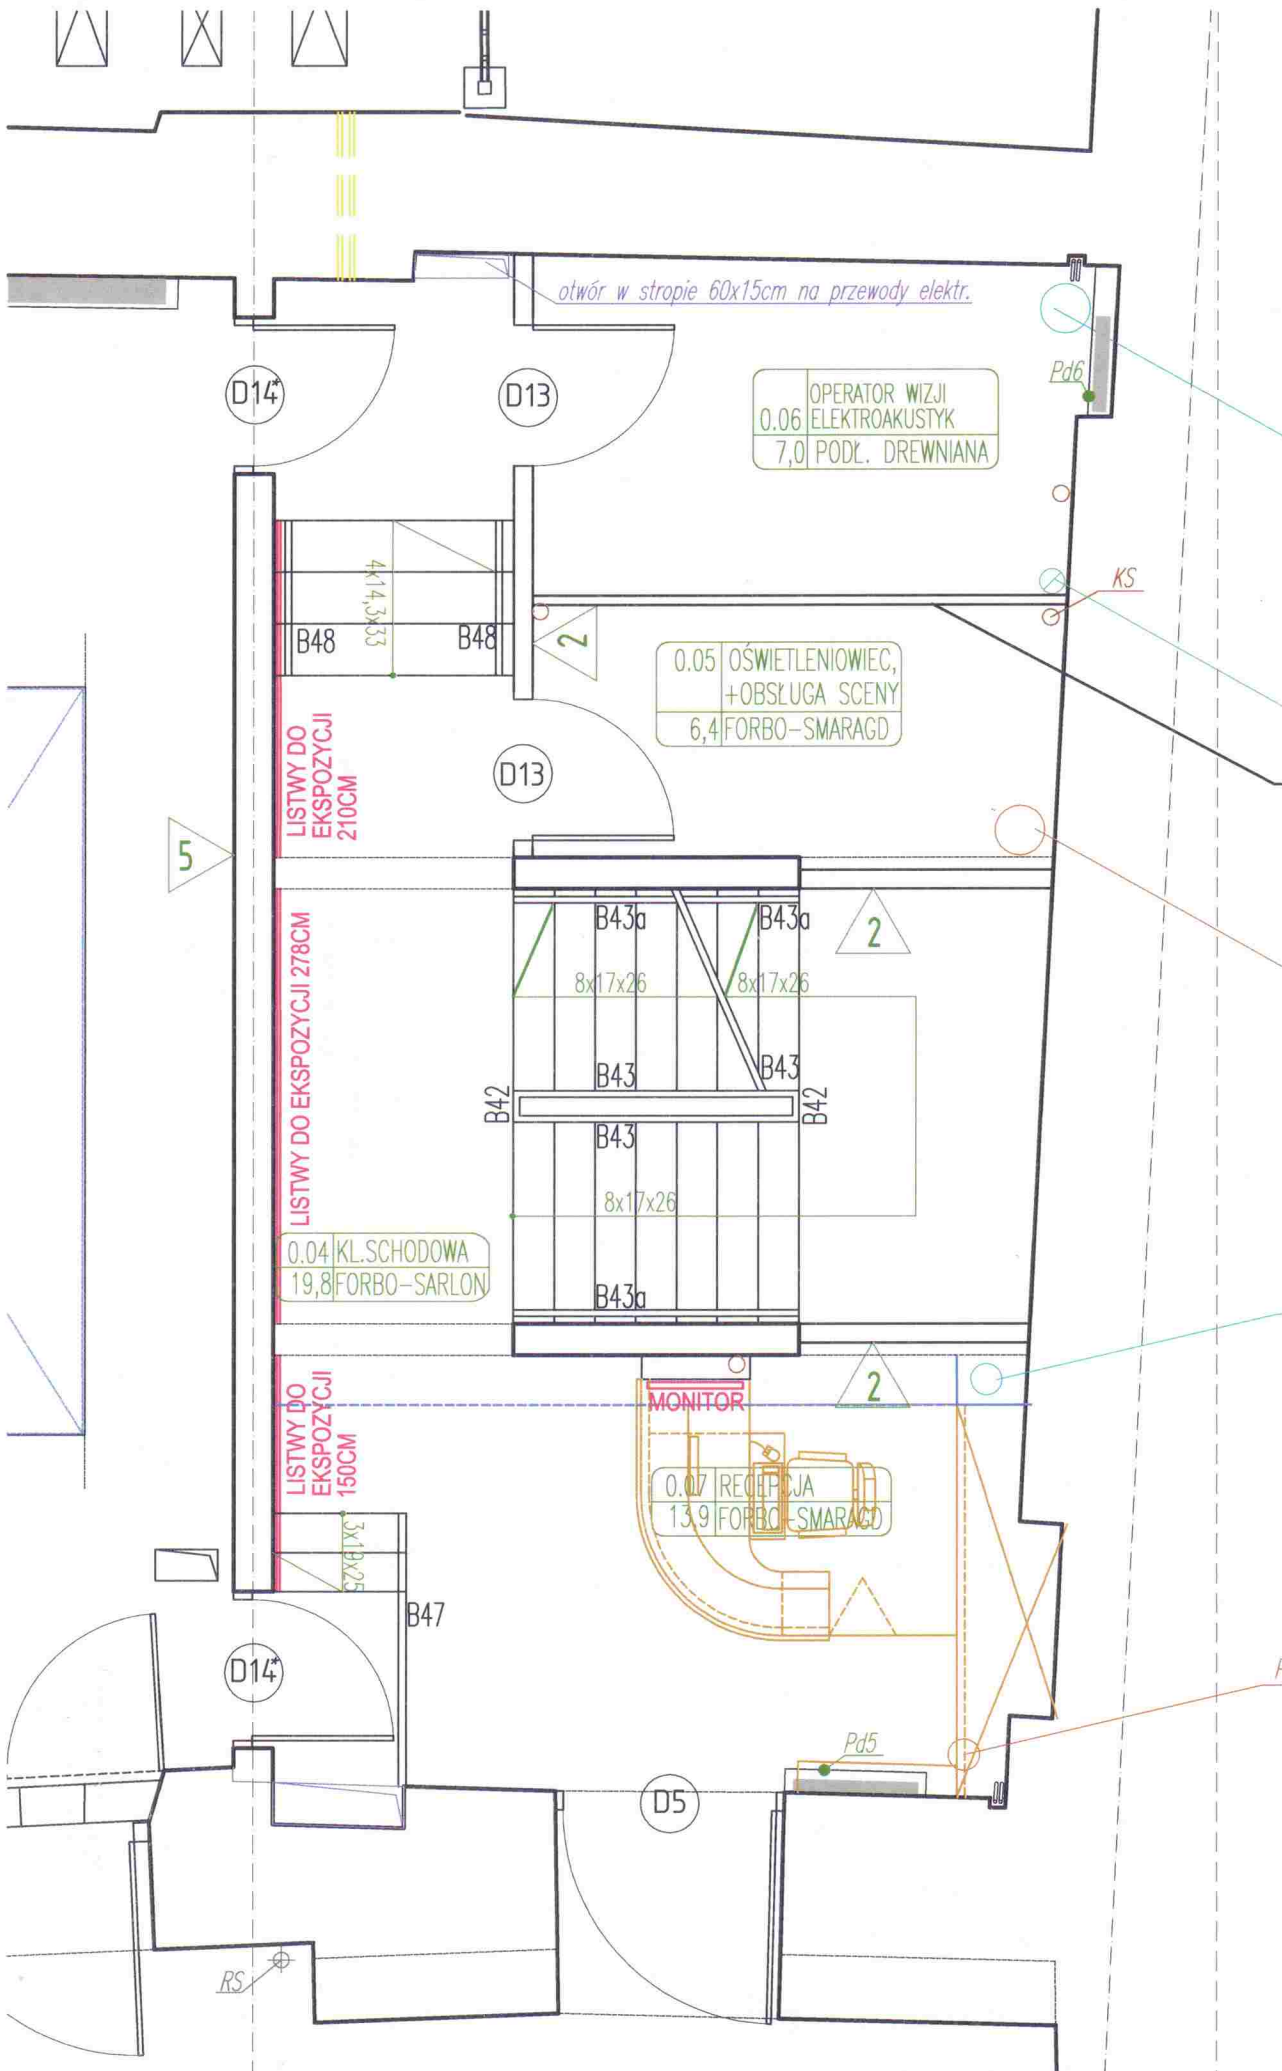 otwór w stropie 60x15cm na przewody elektr.
D14*
D13
Pd6
OPERATOR WIZJI
0.06 ELEKTROAKUSTYK
7,0 PODŁ. DREWNIANA
KS
4x14,3x33
B48
B48
2
0.05 OŚWIETLENIOWIEC,
+OBSŁUGA SCENY
6,4 FORBO-SMARAGD
LISTWY DO
EKSPOZYCJI
210CM
D13
5
B43a
B43a
2
LISTWY DO EKSPOZYCJI 278CM
8x17x26
8x17x26
B43
B43
B42
B42
B43
8x17x26
0.04 KL.SCHODOWA
19,8 FORBO-SARLON
B43a
LISTWY DO
EKSPOZYCJI
150CM
MONITOR
2
0.07 RECEPCJA
13,9 FORBO-SMARAGD
3x19x25
B47
D14*
Pd5
D5
RS